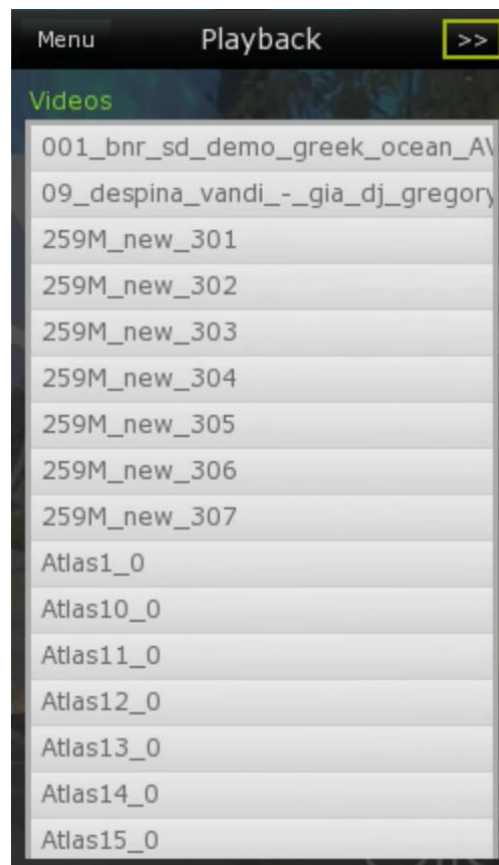 Menu Playback >>
Videos
001_bnr_sd_demo_greek_ocean_A
09_despina_vandi_-_gia_dj_gregory
259M_new_301
259M_new_302
259M_new_303
259M_new_304
259M_new_305
259M_new_306
259M_new_307
Atlas1_0
Atlas10_0
Atlas11_0
Atlas12_0
Atlas13_0
Atlas14_0
Atlas15_0